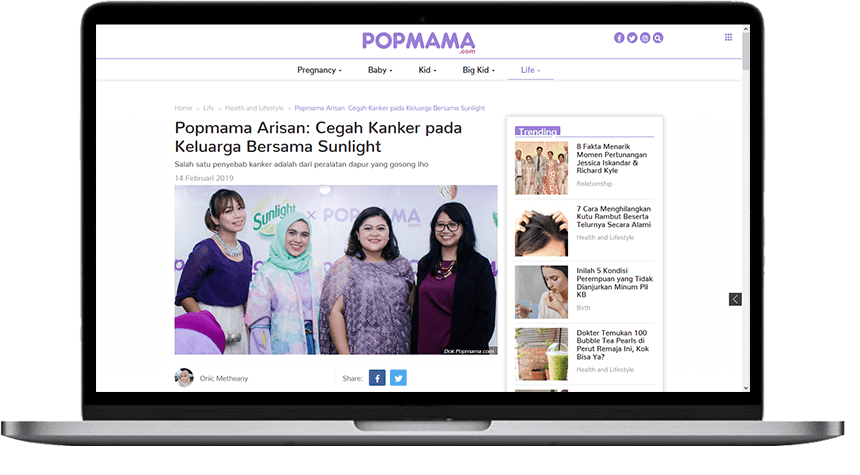 POPMAMA
.com
Pregnancy
Baby
Kid
Big Kid
Life
Home » Life » Health and Lifestyle » Popmama Arisan: Cegah Kanker pada Keluarga Bersama Sunlight
Popmama Arisan: Cegah Kanker pada
Keluarga Bersama Sunlight
Salah satu penyebab kanker adalah dari peralatan dapur yang gosong lho
14 Februari 2019
Sunlight × POPMAMA
.com
Dok.Popmama.com
Onic Metheany
Share:
Trending
8 Fakta Menarik
Momen Pertunangan
Jessica Iskandar &
Richard Kyle
Relationship
7 Cara Menghilangkan
Kutu Rambut Beserta
Telurnya Secara Alami
Health and Lifestyle
Inilah 5 Kondisi
Perempuan yang Tidak
Dianjurkan Minum Pil
KB
Birth
Dokter Temukan 100
Bubble Tea Pearls di
Perut Remaja Ini, Kok
Bisa Ya?
Health and Lifestyle